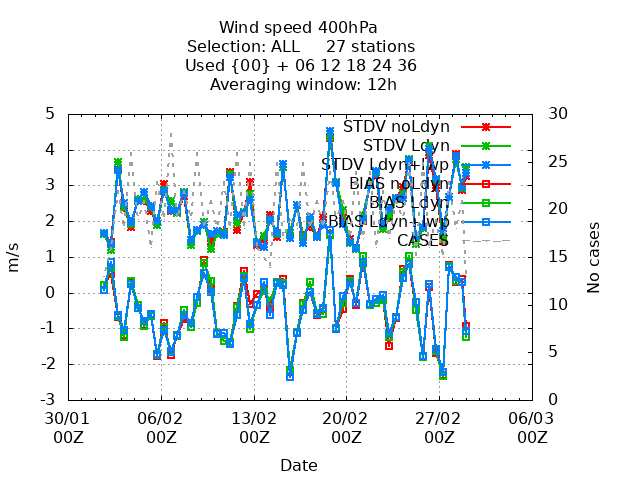 Wind speed 400hPa
Selection: ALL     27 stations
Used {00} + 06 12 18 24 36
Averaging window: 12h
5
4
3
2
1
0
-1
-2
-3
m/s
30
25
20
15
10
5
0
No cases
STDV noLdyn
STDV Ldyn
STDV Ldyn+lwp
BIAS noLdyn
BIAS Ldyn
BIAS Ldyn+lwp
CASES
30/01 06/02 13/02 20/02 27/02 06/03
00Z 00Z 00Z 00Z 00Z 00Z
Date